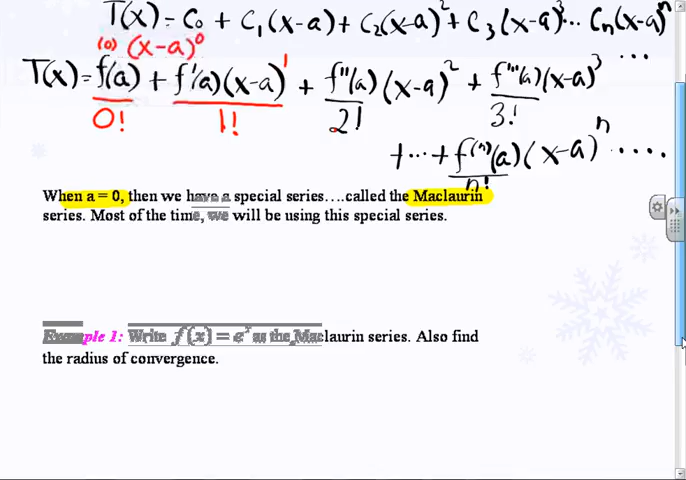 T(x) = C₀ + C₁(x-a) + C₂(x-a)² + C₃(x-a)³... Cₙ(x-a)ⁿ ...
(0) (x-a)⁰
T(x) = f(a)/0! + f'(a)(x-a)¹/1! + f''(a)/2! (x-a)² + f'''(a)/3! (x-a)³
+ ... + f⁽ⁿ⁾(a)/n! (x-a)ⁿ ....
When a = 0, then we have a special series….called the Maclaurin
series. Most of the time, we will be using this special series.
Example 1: Write f(x) = eˣ as the Maclaurin series. Also find
the radius of convergence.